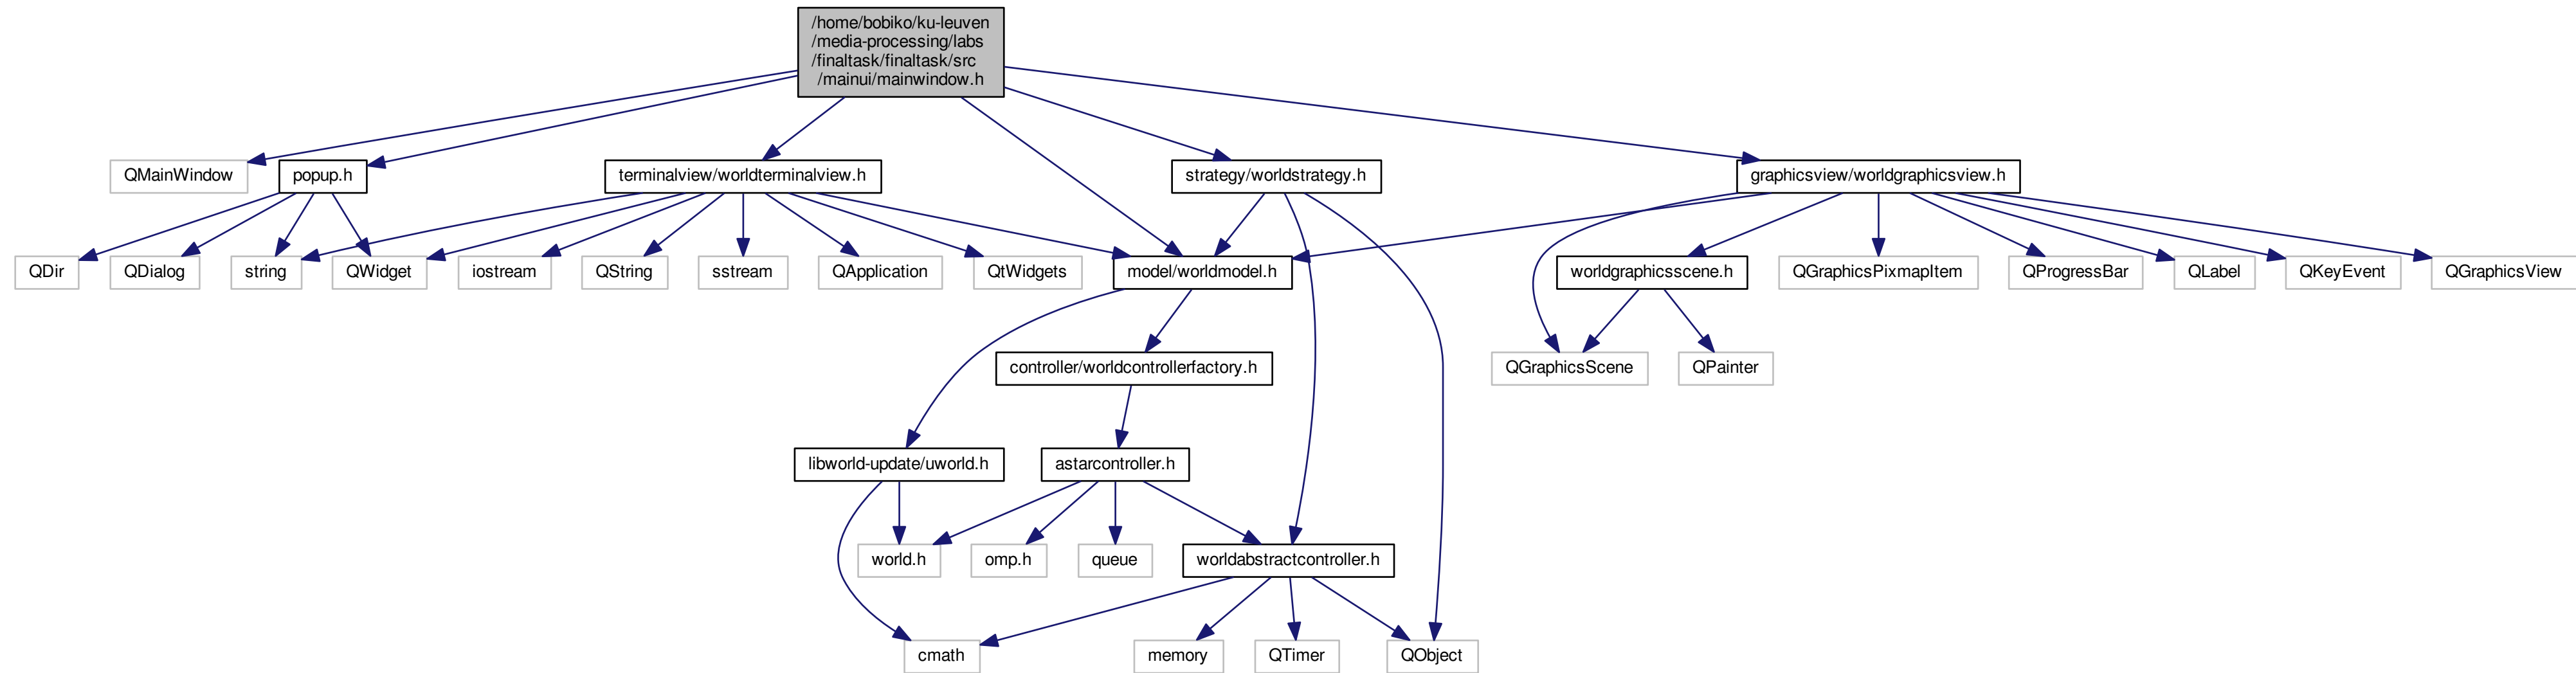 /home/bobiko/ku-leuven
/media-processing/labs
/finaltask/finaltask/src
/mainui/mainwindow.h
QMainWindow
popup.h
terminalview/worldterminalview.h
strategy/worldstrategy.h
graphicsview/worldgraphicsview.h
QDir
QDialog
string
QWidget
iostream
QString
sstream
QApplication
QtWidgets
model/worldmodel.h
worldgraphicsscene.h
QGraphicsPixmapItem
QProgressBar
QLabel
QKeyEvent
QGraphicsView
controller/worldcontrollerfactory.h
QGraphicsScene
QPainter
libworld-update/uworld.h
astarcontroller.h
world.h
omp.h
queue
worldabstractcontroller.h
cmath
memory
QTimer
QObject